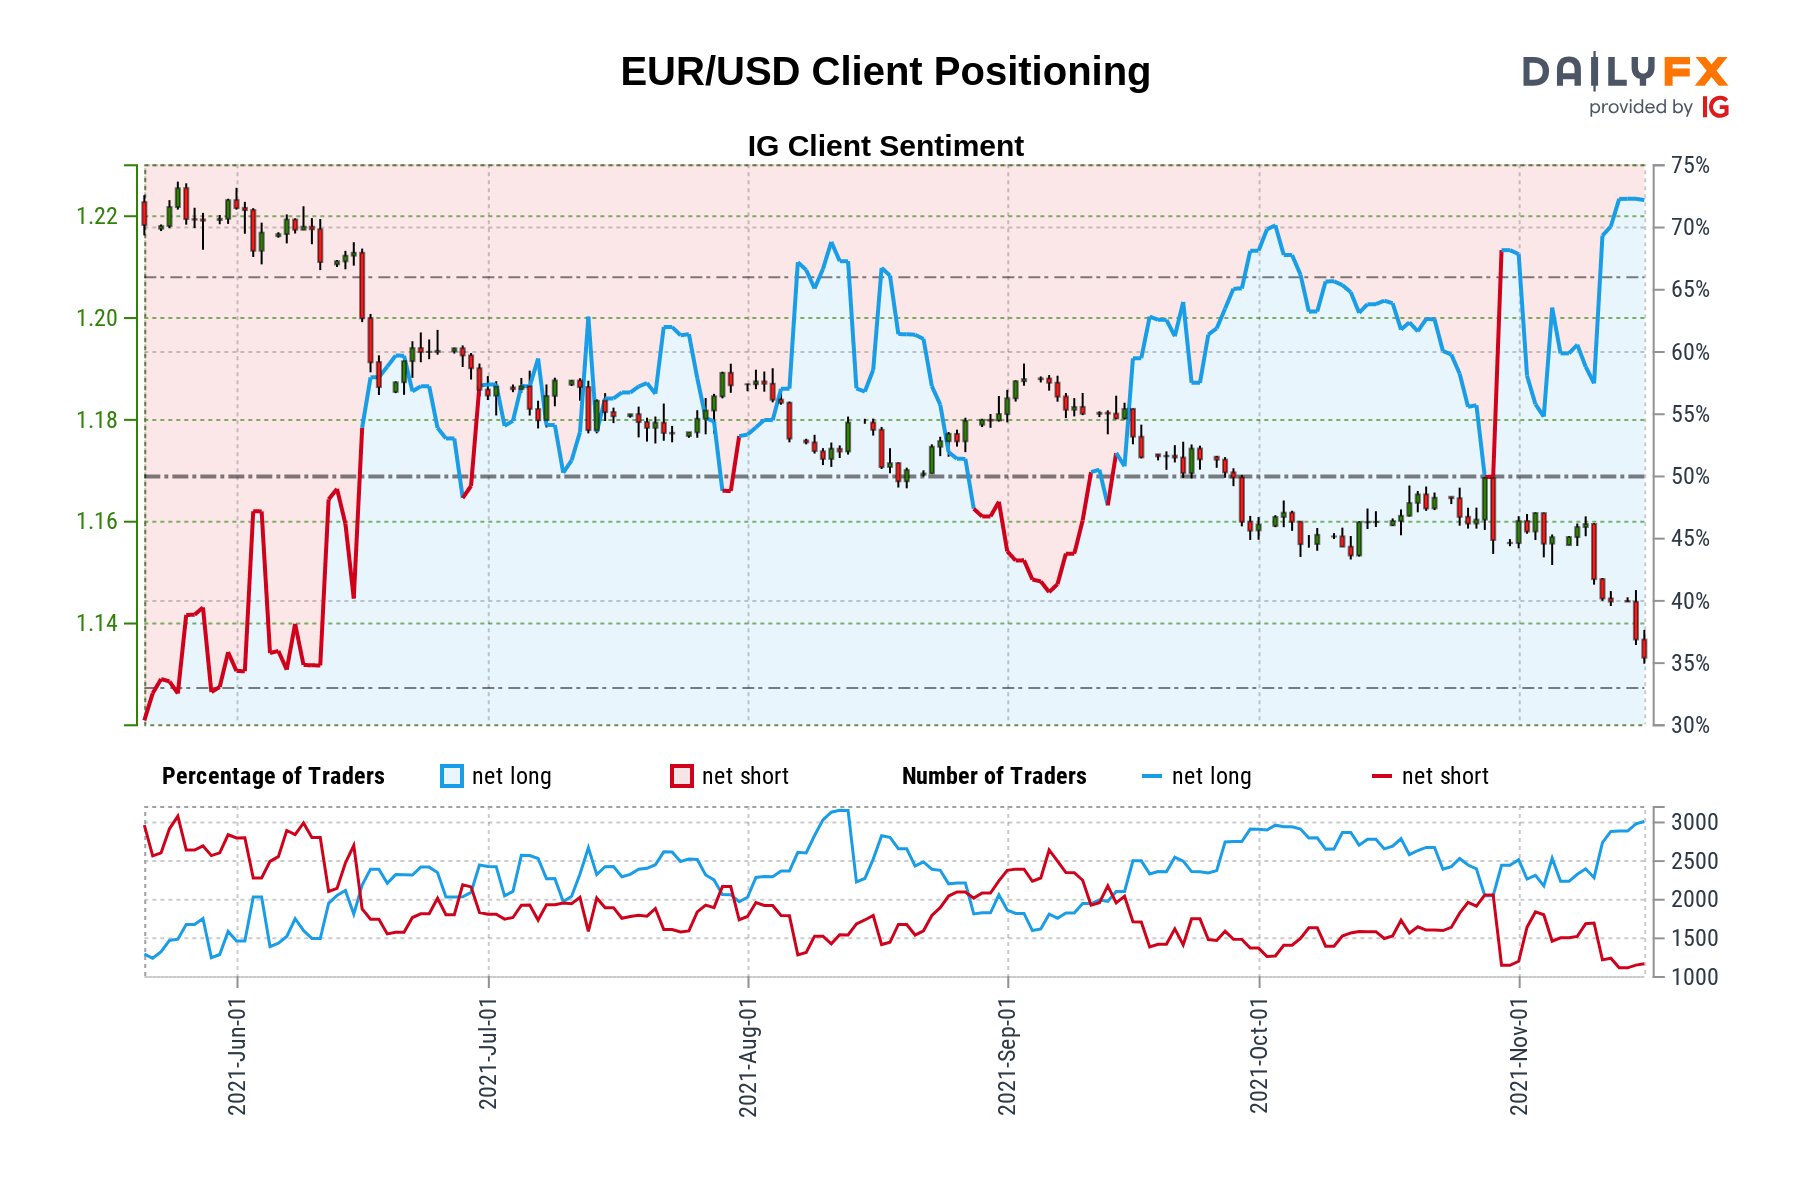 EUR/USD Client Positioning
DAILYFX
provided by IG
IG Client Sentiment
1.22
1.20
1.18
1.16
1.14
75%
70%
65%
60%
55%
50%
45%
40%
35%
30%
Percentage of Traders net long net short Number of Traders net long net short
3000
2500
2000
1500
1000
2021-Jun-01
2021-Jul-01
2021-Aug-01
2021-Sep-01
2021-Oct-01
2021-Nov-01